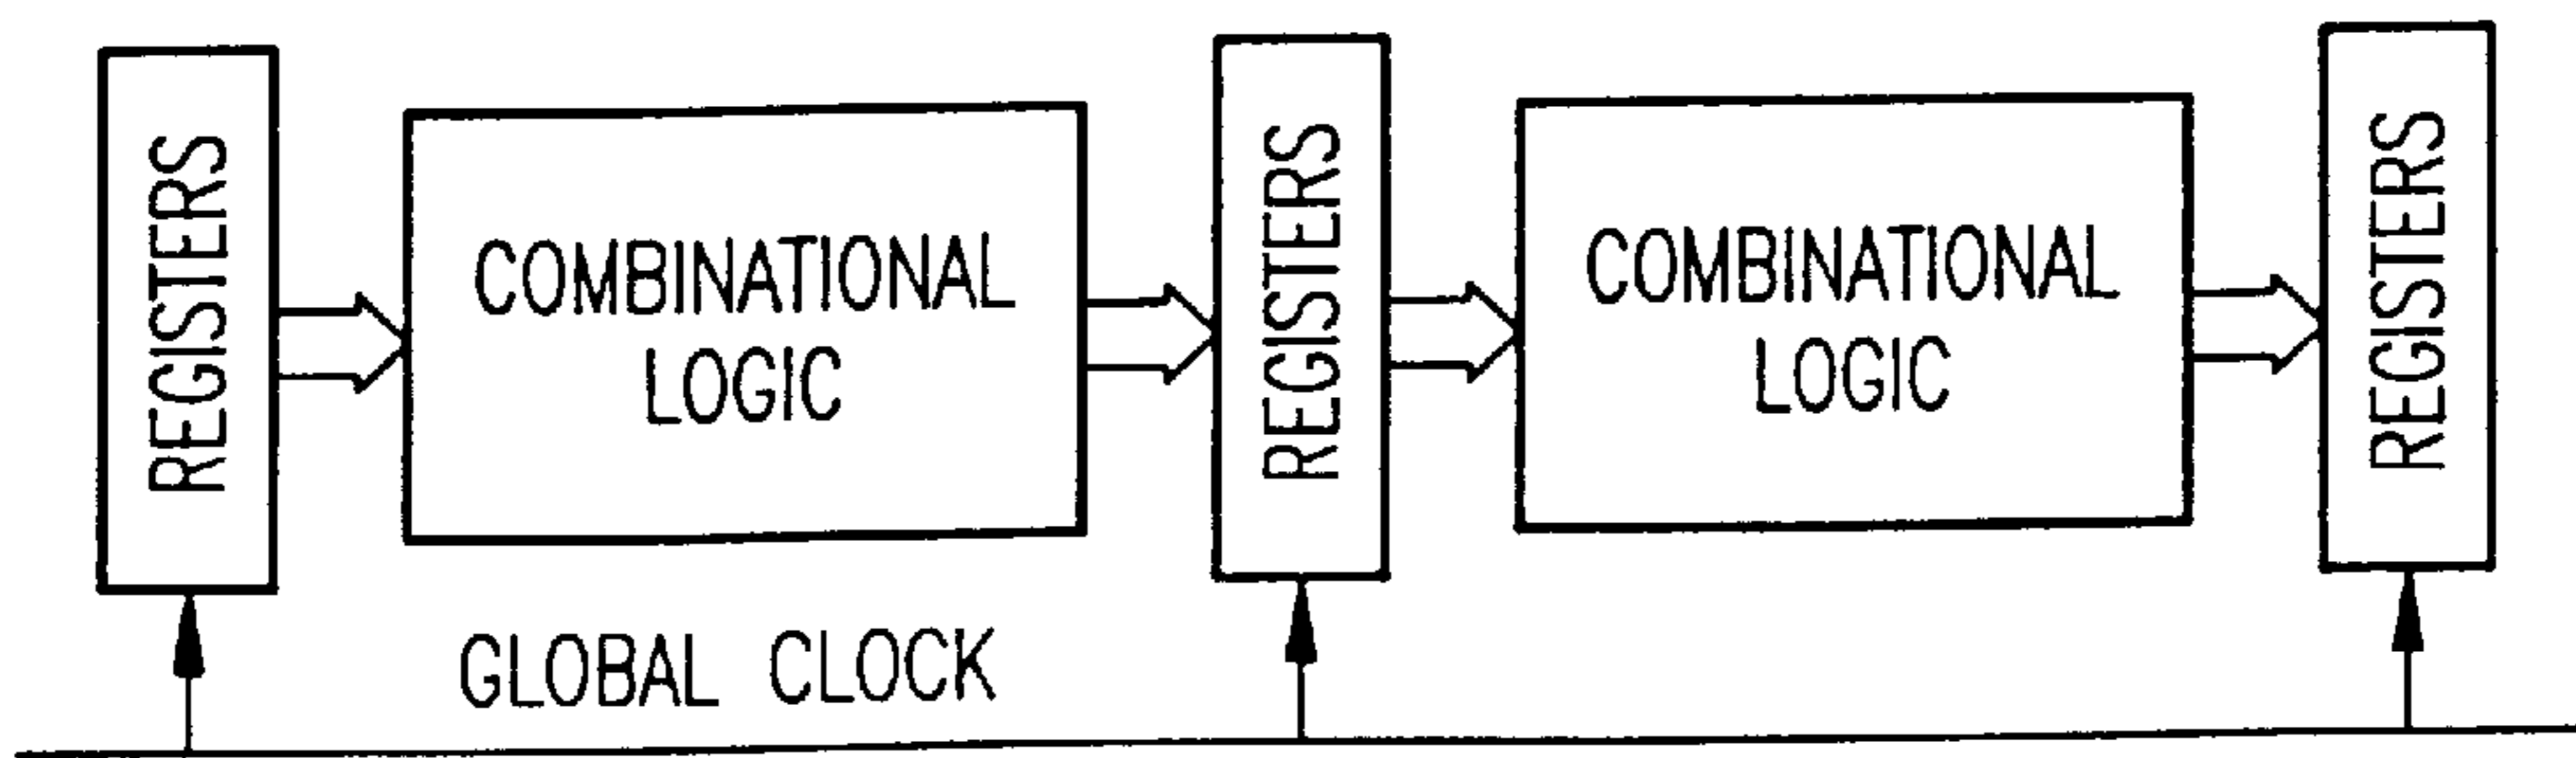 REGISTERS
COMBINATIONAL
LOGIC
REGISTERS
COMBINATIONAL
LOGIC
REGISTERS
GLOBAL CLOCK